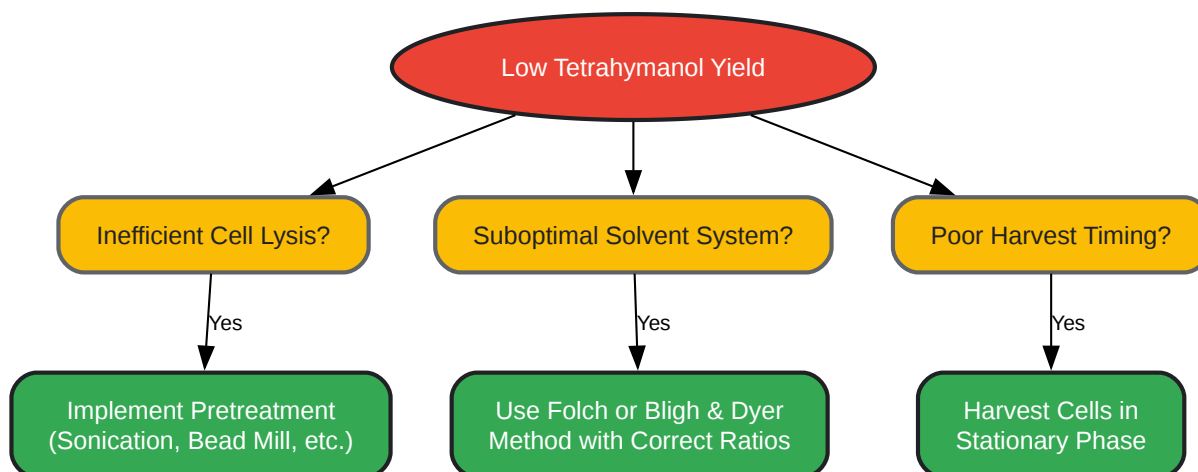 Low Tetrahymanol Yield
Inefficient Cell Lysis?
Suboptimal Solvent System?
Poor Harvest Timing?
Yes
Yes
Yes
Implement Pretreatment
(Sonication, Bead Mill, etc.)
Use Folch or Bligh & Dyer
Method with Correct Ratios
Harvest Cells in
Stationary Phase